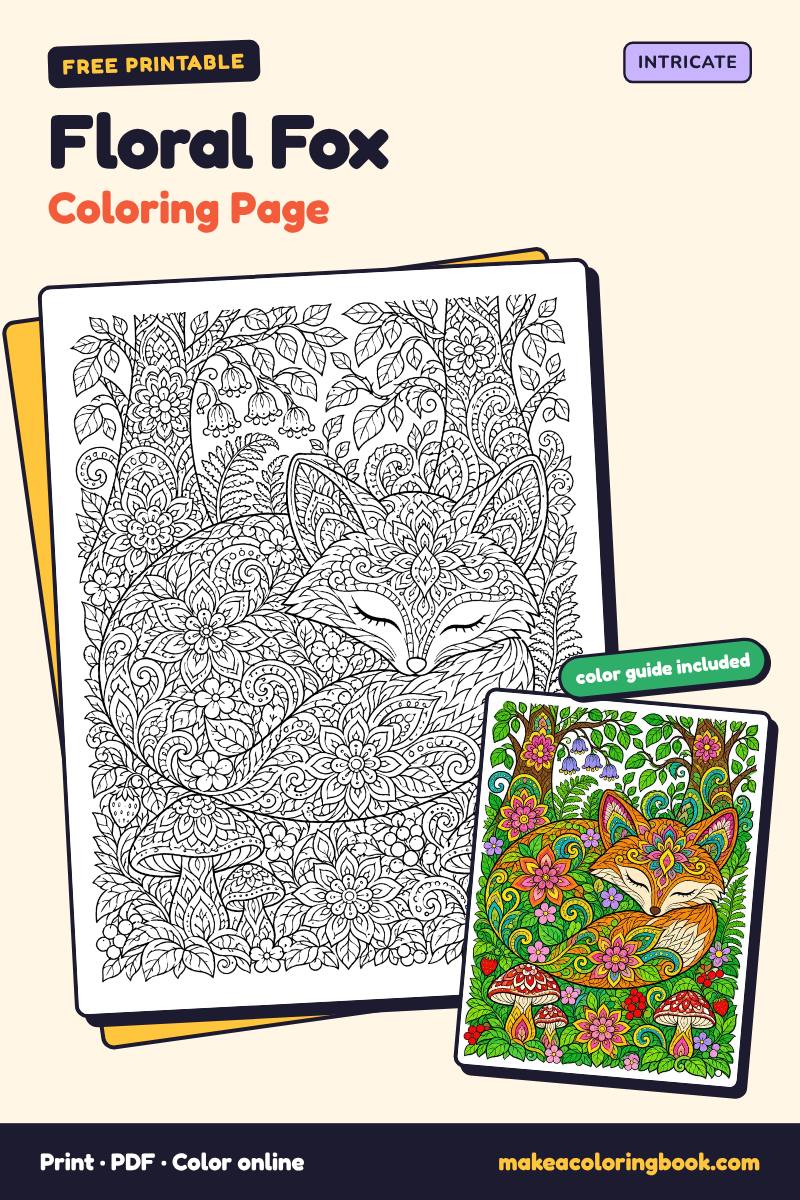 FREE PRINTABLE
INTRICATE
Floral Fox
Coloring Page
color guide included
Print · PDF · Color online
makeacoloringbook.com